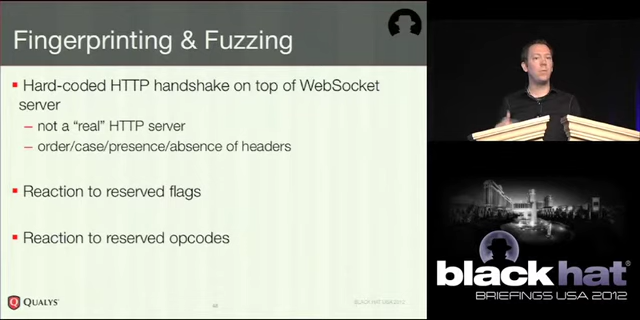 Fingerprinting & Fuzzing
Hard-coded HTTP handshake on top of WebSocket
server
– not a “real” HTTP server
– order/case/presence/absence of headers
Reaction to reserved flags
Reaction to reserved opcodes
QUALYS
BLACK HAT USA 2012
black hat®
BRIEFINGS USA 2012